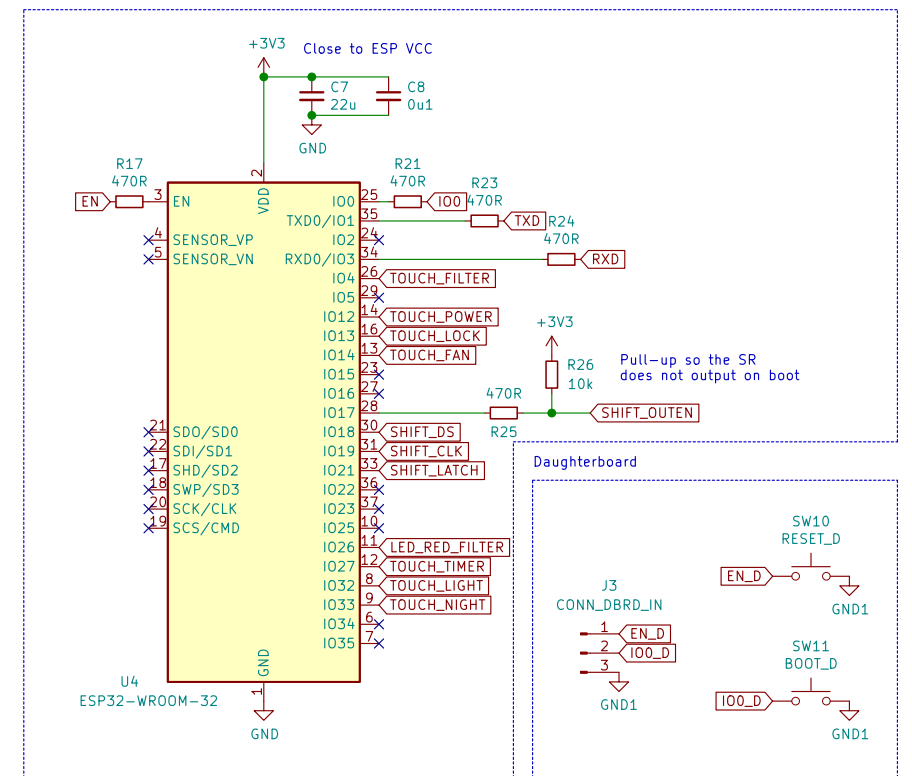 +3V3
Close to ESP VCC
C7
22u
C8
0u1
GND
R17
470R
EN
3
EN
2
VDD
R21
470R
25
IO0
IO0
R23
470R
35
TXD0/IO1
TXD
R24
470R
4
SENSOR_VP
24
IO2
5
SENSOR_VN
34
RXD0/IO3
RXD
26
IO4
TOUCH_FILTER
29
IO5
14
IO12
TOUCH_POWER
16
IO13
TOUCH_LOCK
13
IO14
TOUCH_FAN
23
IO15
27
IO16
+3V3
R26
10k
Pull-up so the SR
does not output on boot
28
IO17
470R
R25
SHIFT_OUTEN
21
SDO/SD0
30
IO18
SHIFT_DS
22
SDI/SD1
31
IO19
SHIFT_CLK
17
SHD/SD2
33
IO21
SHIFT_LATCH
18
SWP/SD3
36
IO22
20
SCK/CLK
37
IO23
19
SCS/CMD
10
IO25
11
IO26
LED_RED_FILTER
12
IO27
TOUCH_TIMER
8
IO32
TOUCH_LIGHT
9
IO33
TOUCH_NIGHT
6
IO34
7
IO35
GND
1
U4
ESP32-WROOM-32
GND
Daughterboard
J3
CONN_DBRD_IN
1
EN_D
2
IO0_D
3
GND1
SW10
RESET_D
EN_D
GND1
SW11
BOOT_D
IO0_D
GND1